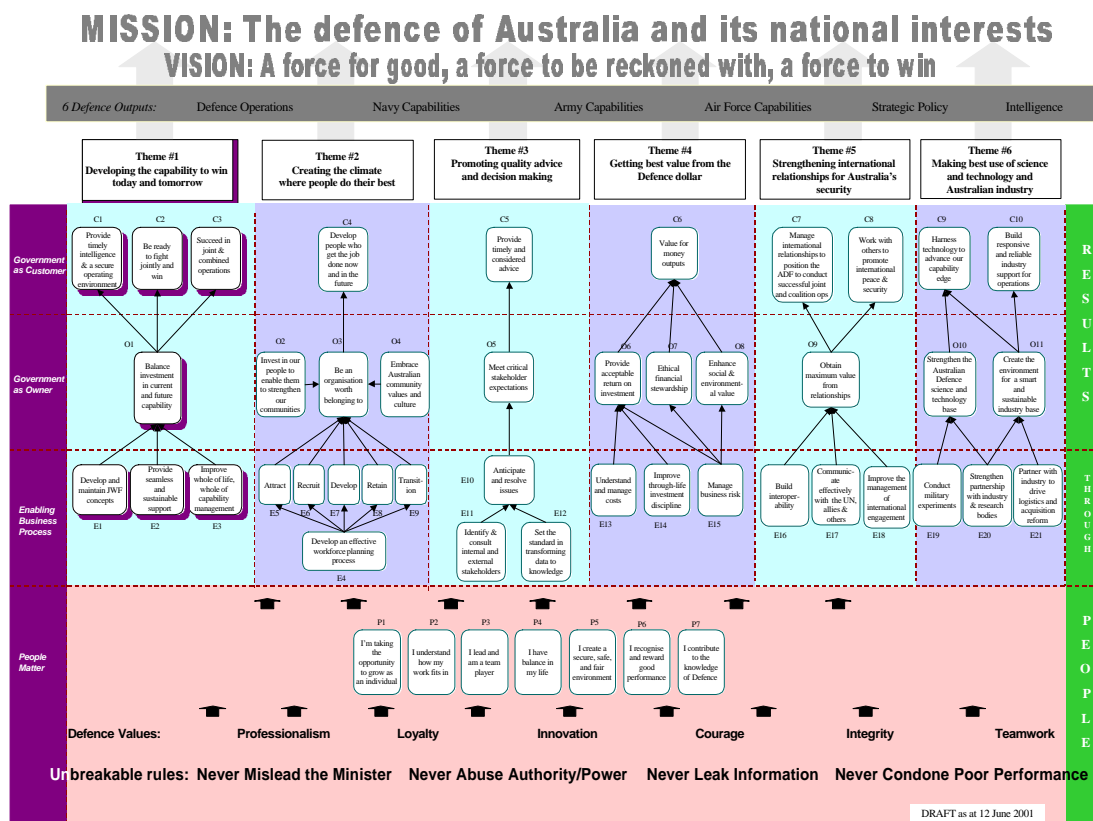 MISSION: The defence of Australia and its national interests
VISION: A force for good, a force to be reckoned with, a force to win
6 Defence Outputs: Defence Operations Navy Capabilities Army Capabilities Air Force Capabilities Strategic Policy Intelligence
Theme #1
Developing the capability to win
today and tomorrow
Theme #2
Creating the climate
where people do their best
Theme #3
Promoting quality advice
and decision making
Theme #4
Getting best value from the
Defence dollar
Theme #5
Strengthening international
relationships for Australia's
security
Theme #6
Making best use of science
and technology and
Australian industry
Government
as Customer
C1
Provide
timely
intelligence
& a secure
operating
environment
C2
Be ready
to fight
jointly and
win
C3
Succeed in
joint &
combined
operations
C4
Develop
people who
get the job
done now
and in the
future
C5
Provide
timely and
considered
advice
C6
Value for
money
outputs
C7
Manage
international
relationships to
position the
ADF to conduct
successful joint
and coalition ops
C8
Work with
others to
promote
international
peace &
security
C9
Harness
technology to
advance our
capability
edge
C10
Build
responsive
and reliable
industry
support for
operations
RESULTS
Government
as Owner
O1
Balance
investment
in current
and future
capability
O2
Invest in our
people to
enable them
to strengthen
our
communities
O3
Be an
organisation
worth
belonging to
O4
Embrace
Australian
community
values and
culture
O5
Meet critical
stakeholder
expectations
O6
Provide
acceptable
return on
investment
O7
Ethical
financial
stewardship
O8
Enhance
social &
environment-
al value
O9
Obtain
maximum value
from
relationships
O10
Strengthen the
Australian
Defence
science and
technology
base
O11
Create the
environment
for a smart
and
sustainable
industry base
Enabling
Business
Process
Develop and
maintain JWF
concepts
E1
Provide
seamless
and
sustainable
support
E2
Improve
whole of life,
whole of
capability
management
E3
Attract
E5
Recruit
E6
Develop
E7
Retain
E8
Transit-
ion
E9
Develop an effective
workforce planning
process
E4
E10
Anticipate
and resolve
issues
E11
Identify &
consult
internal and
external
stakeholders
E12
Set the
standard in
transforming
data to
knowledge
Understand
and manage
costs
E13
Improve
through-life
investment
discipline
E14
Manage
business risk
E15
Build
interoper-
ability
E16
Communic-
ate
effectively
with the UN,
allies &
others
E17
Improve the
management
of
international
engagement
E18
Conduct
military
experiments
E19
Strengthen
partnership
with industry
& research
bodies
E20
Partner with
industry to
drive
logistics and
acquisition
reform
E21
THROUGH
People
Matter
P1
I'm taking
the
opportunity
to grow as
an individual
P2
I understand
how my
work fits in
P3
I lead and
am a team
player
P4
I have
balance in
my life
P5
I create a
secure, safe,
and fair
environment
P6
I recognise
and reward
good
performance
P7
I contribute
to the
knowledge
of Defence
PEOPLE
Defence Values: Professionalism Loyalty Innovation Courage Integrity Teamwork
Unbreakable rules: Never Mislead the Minister Never Abuse Authority/Power Never Leak Information Never Condone Poor Performance
DRAFT as at 12 June 2001